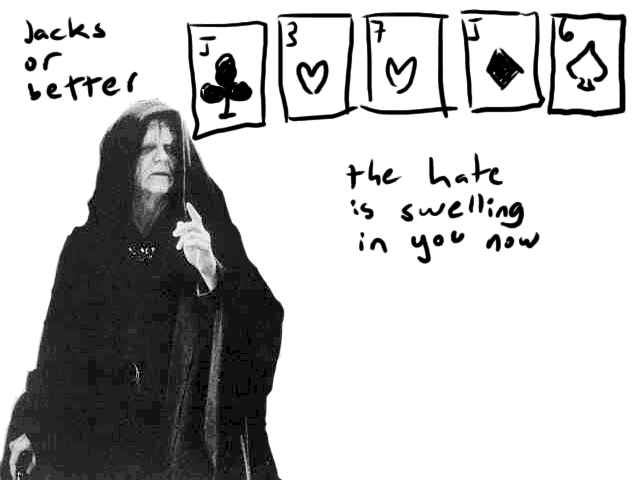 Jacks
or
better
J 3 7 J 6
the hate
is swelling
in you now